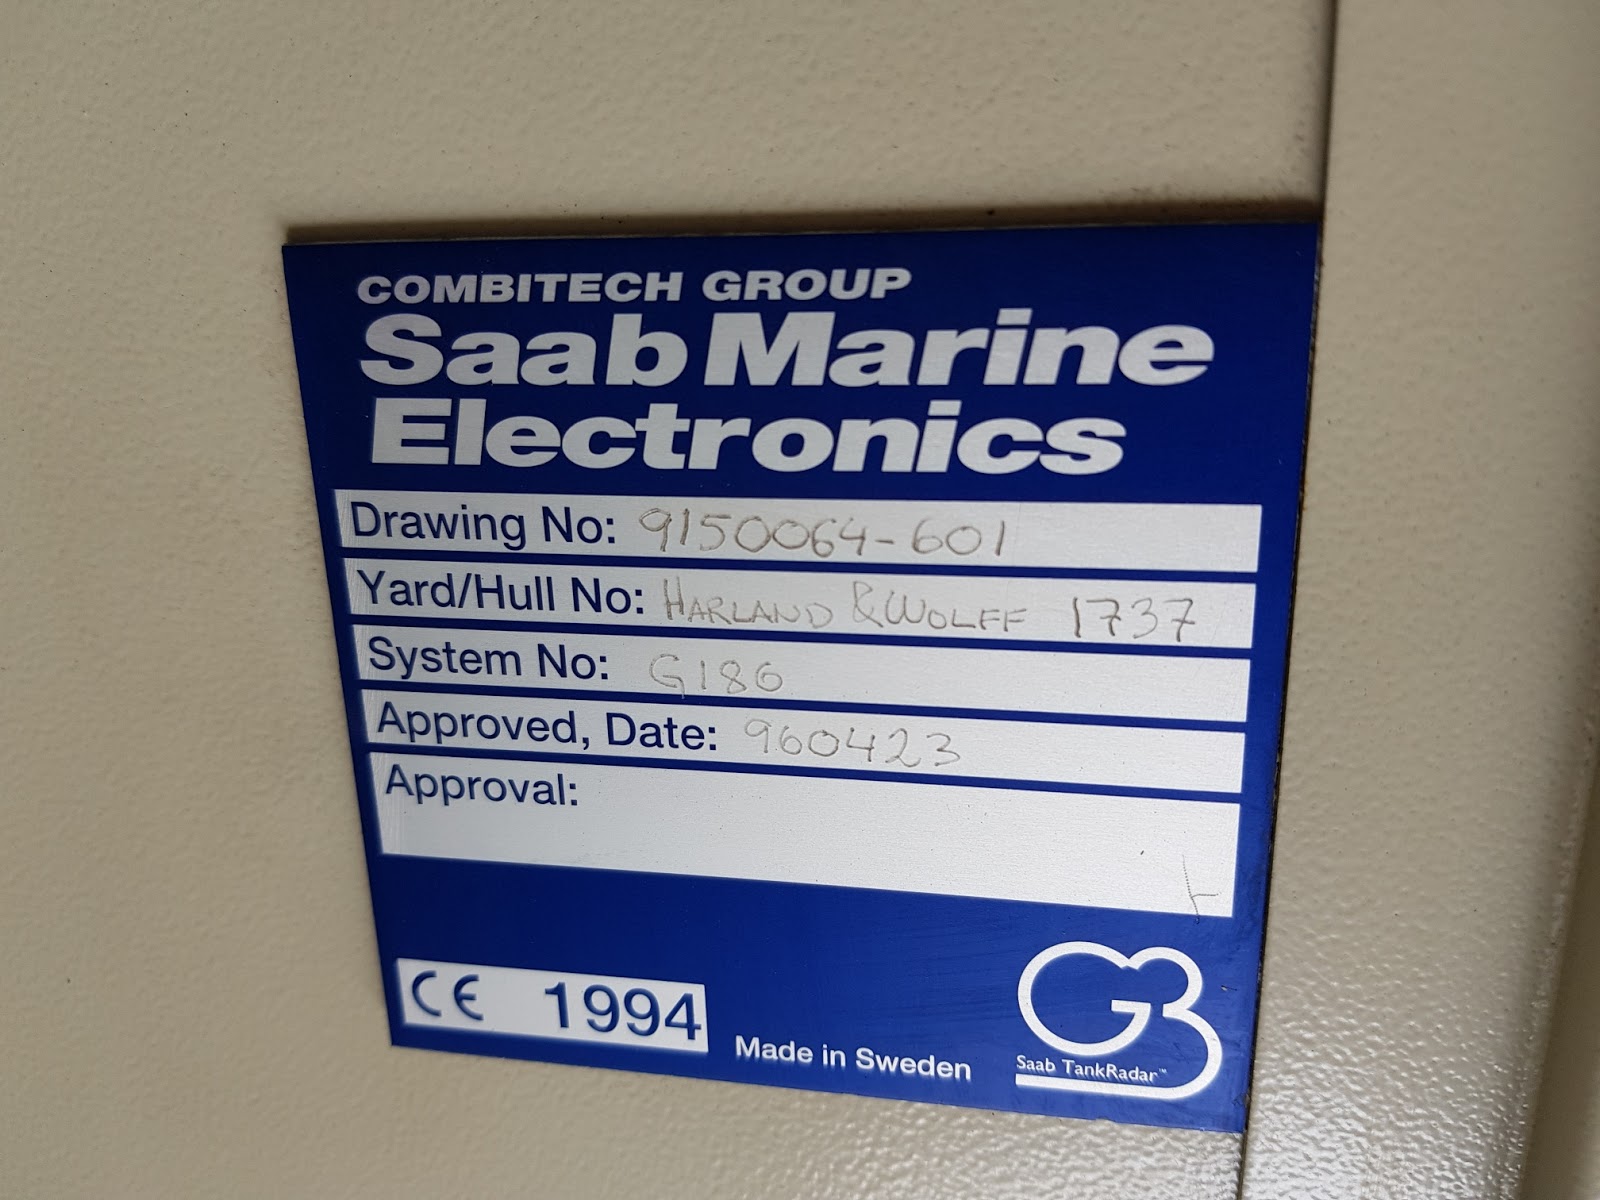 COMBITECH GROUP
Saab Marine
Electronics
Drawing No: 9150064-601
Yard/Hull No: HARLAND & WOLFF 1737
System No: G186
Approved, Date: 960423
Approval:
CE 1994
Made in Sweden
G3
Saab TankRadar™